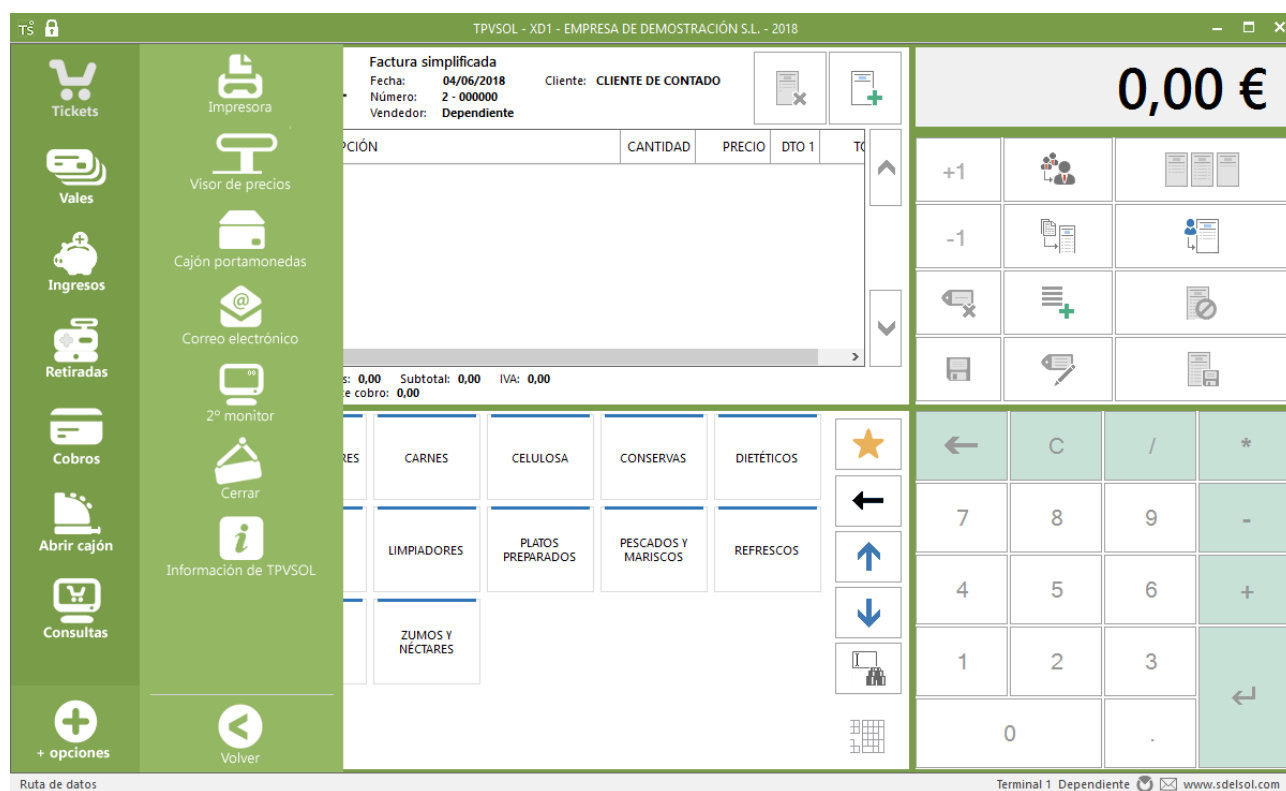 TS
TPVSOL - XD1 - EMPRESA DE DEMOSTRACIÓN S.L. - 2018
Tickets
Vales
Ingresos
Retiradas
Cobros
Abrir cajón
Consultas
+ opciones
Impresora
Visor de precios
Cajón portamonedas
Correo electrónico
2º monitor
Cerrar
Información de TPVSOL
Volver
Factura simplificada
Fecha: 04/06/2018 Cliente: CLIENTE DE CONTADO
Número: 2 - 000000
Vendedor: Dependiente
PCIÓN CANTIDAD PRECIO DTO 1 TO
s: 0,00 Subtotal: 0,00 IVA: 0,00
e cobro: 0,00
RES CARNES CELULOSA CONSERVAS DIETÉTICOS
LIMPIADORES PLATOS PREPARADOS PESCADOS Y MARISCOS REFRESCOS
ZUMOS Y
NÉCTARES
0,00 €
+1
-1
C / *
7 8 9 -
4 5 6 +
1 2 3
0 .
Ruta de datos
Terminal 1 Dependiente www.sdelsol.com